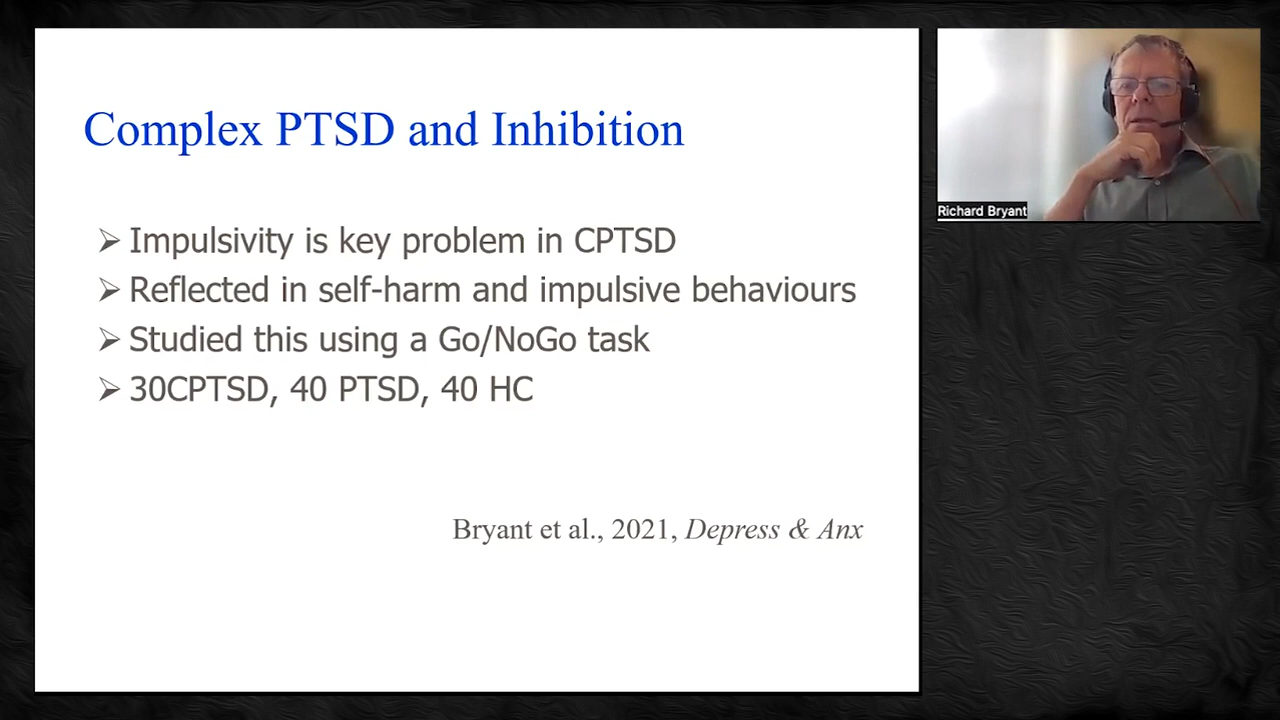 Complex PTSD and Inhibition
➢ Impulsivity is key problem in CPTSD
➢ Reflected in self-harm and impulsive behaviours
➢ Studied this using a Go/NoGo task
➢ 30CPTSD, 40 PTSD, 40 HC
Bryant et al., 2021, Depress & Anx
Richard Bryant